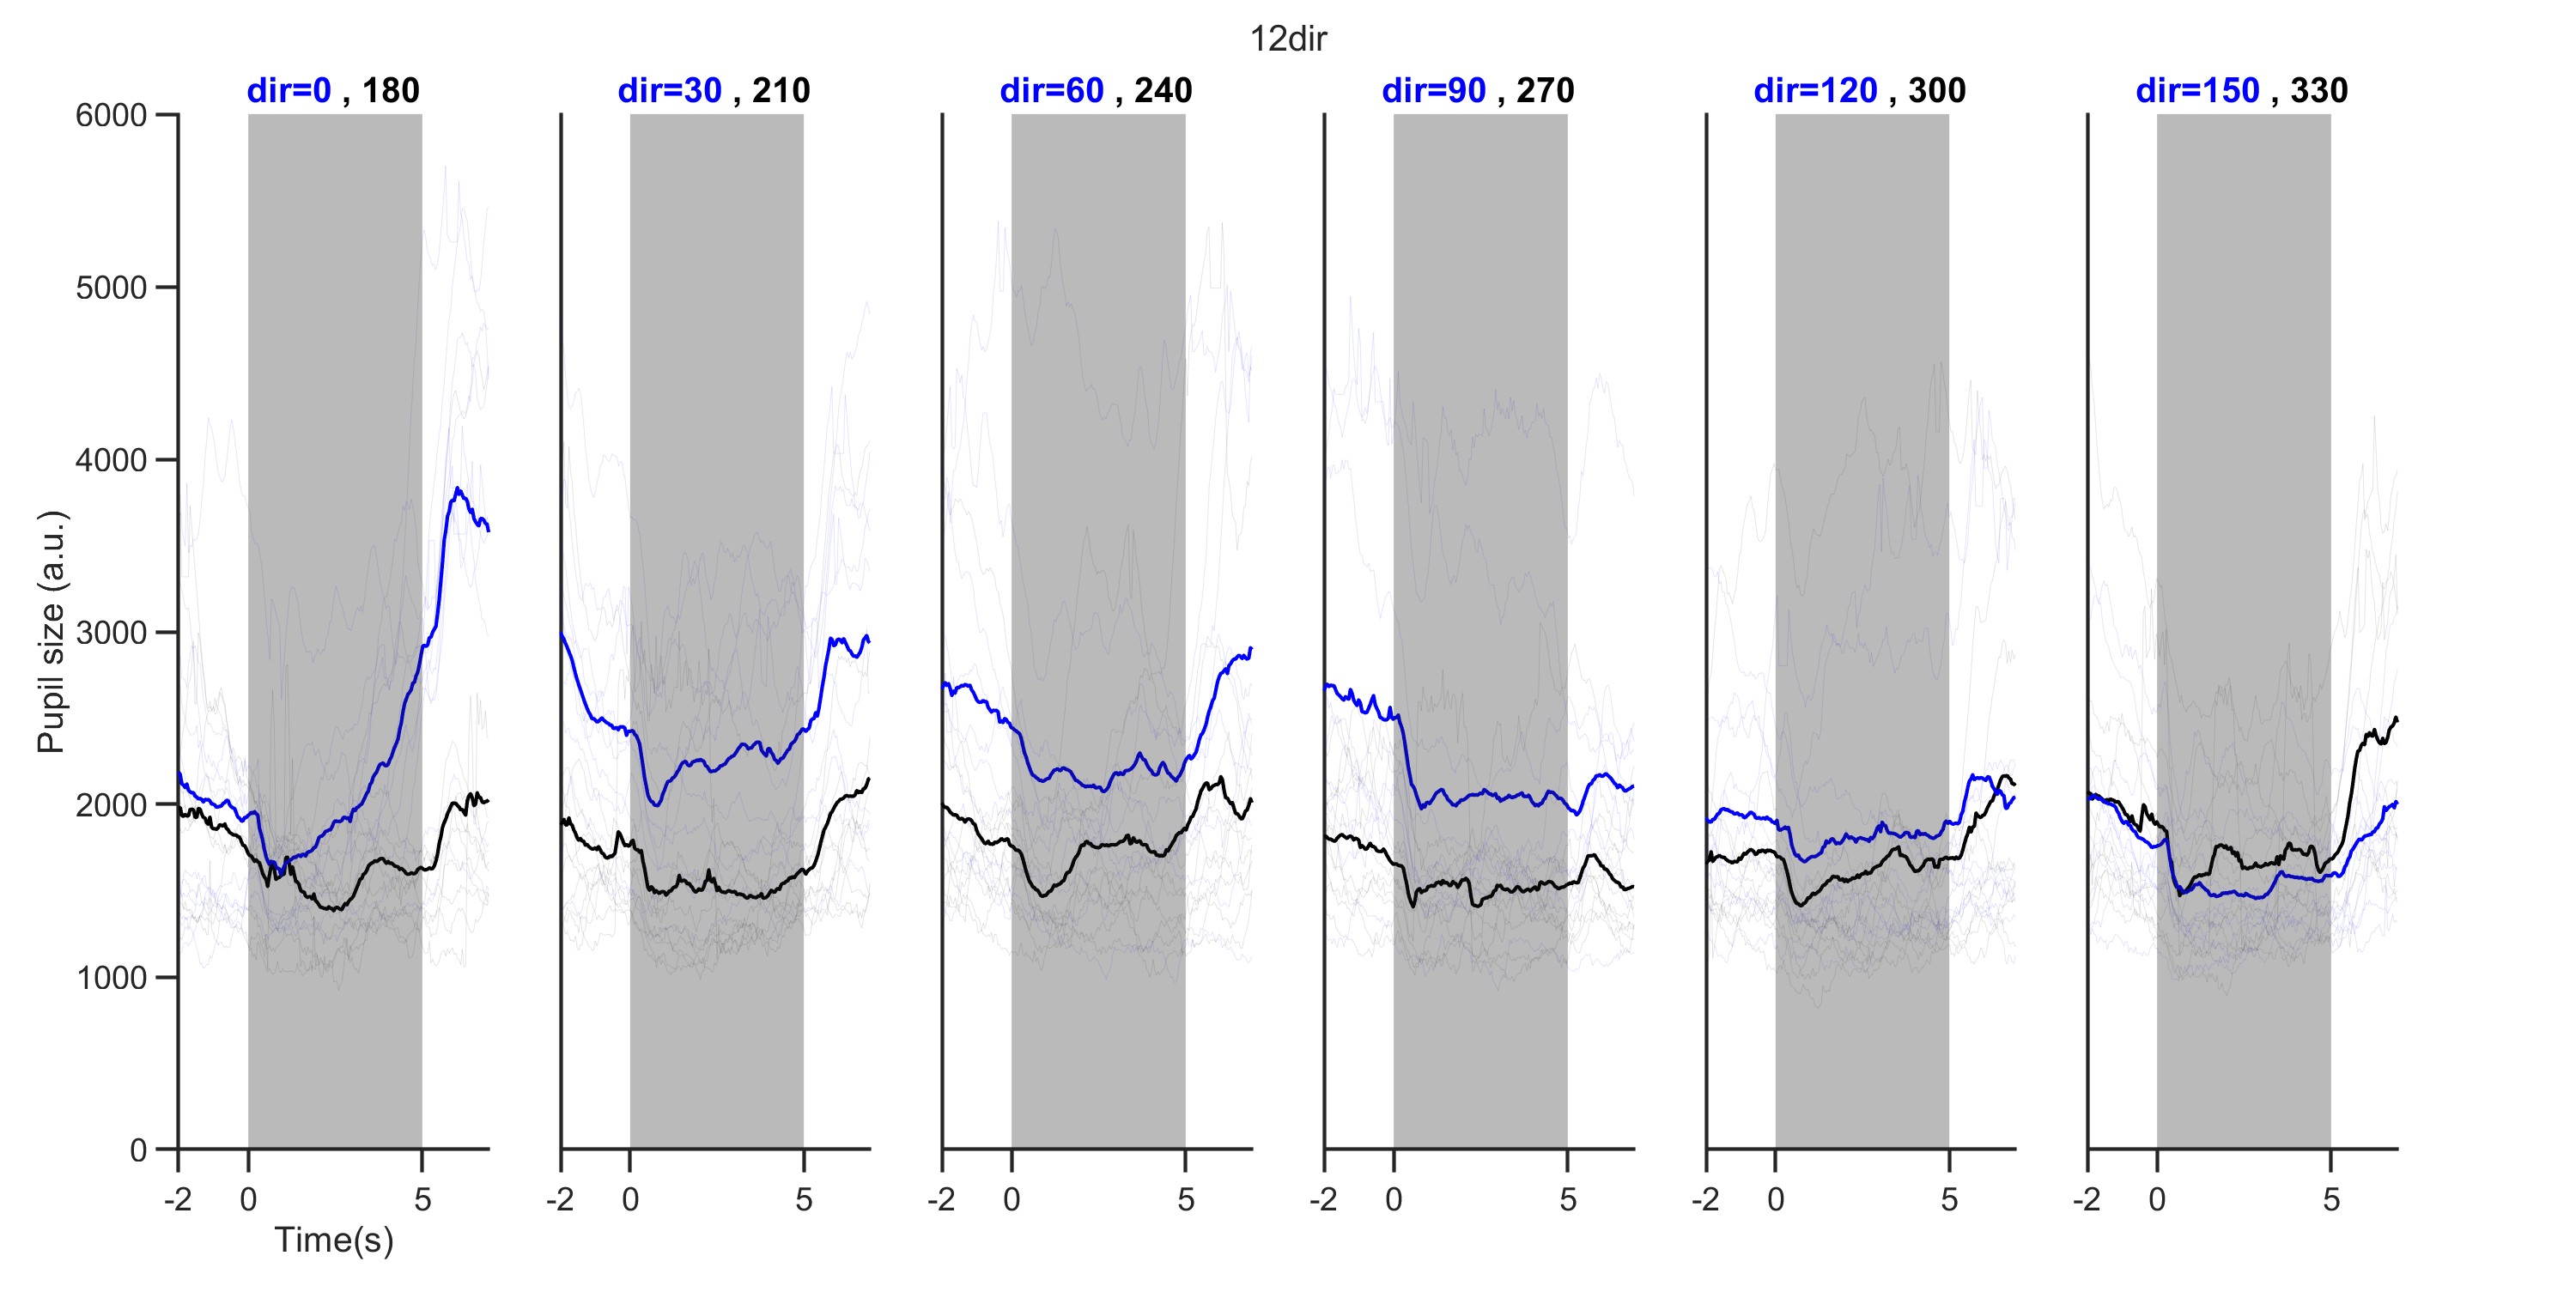 12dir
dir=0 , 180
dir=30 , 210
dir=60 , 240
dir=90 , 270
dir=120 , 300
dir=150 , 330
6000
5000
4000
3000
2000
1000
0
Pupil size (a.u.)
-2 0 5
-2 0 5
-2 0 5
-2 0 5
-2 0 5
-2 0 5
Time(s)